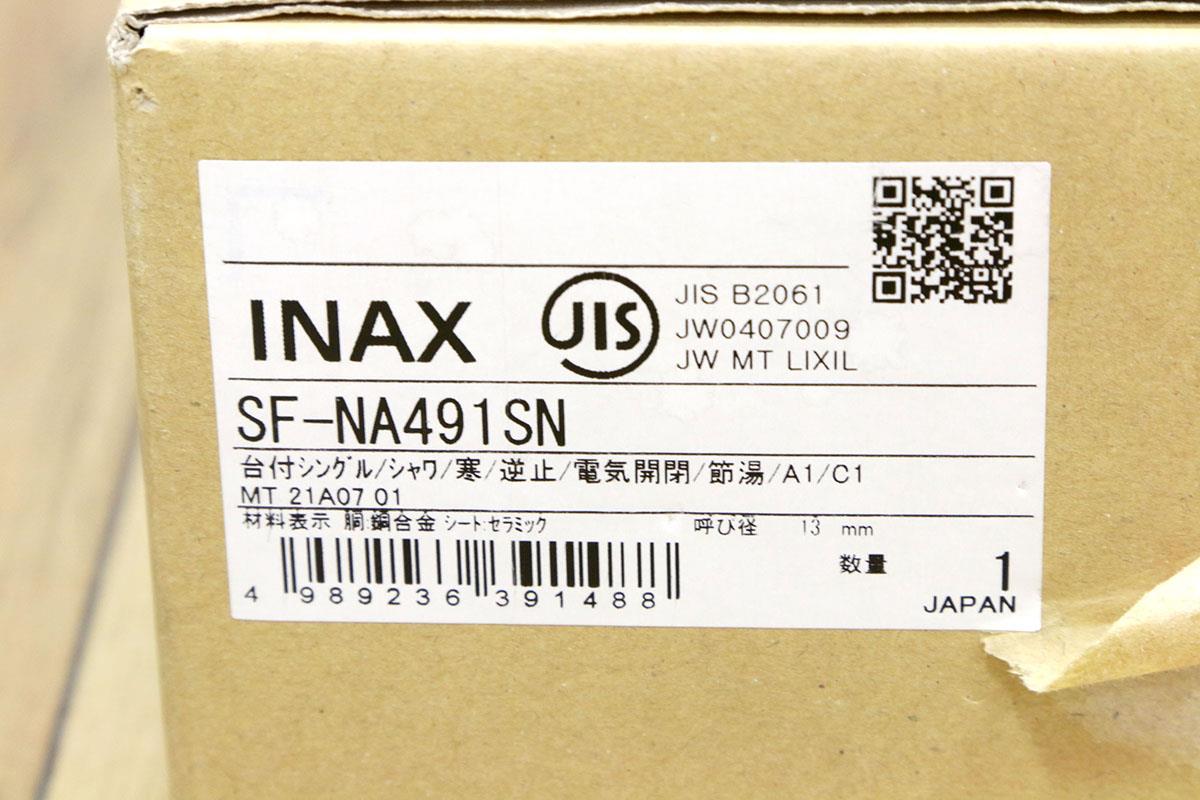 INAX
JIS
JIS B2061
JW0407009
JW MT LIXIL
SF-NA491SN
台付シングル/シャワ/寒/逆止/電気開閉/節湯/A1/C1
MT 21A07 01
材料表示 胴:銅合金 シート:セラミック 呼び径 13 mm
数量 1
4 989236 391488
JAPAN